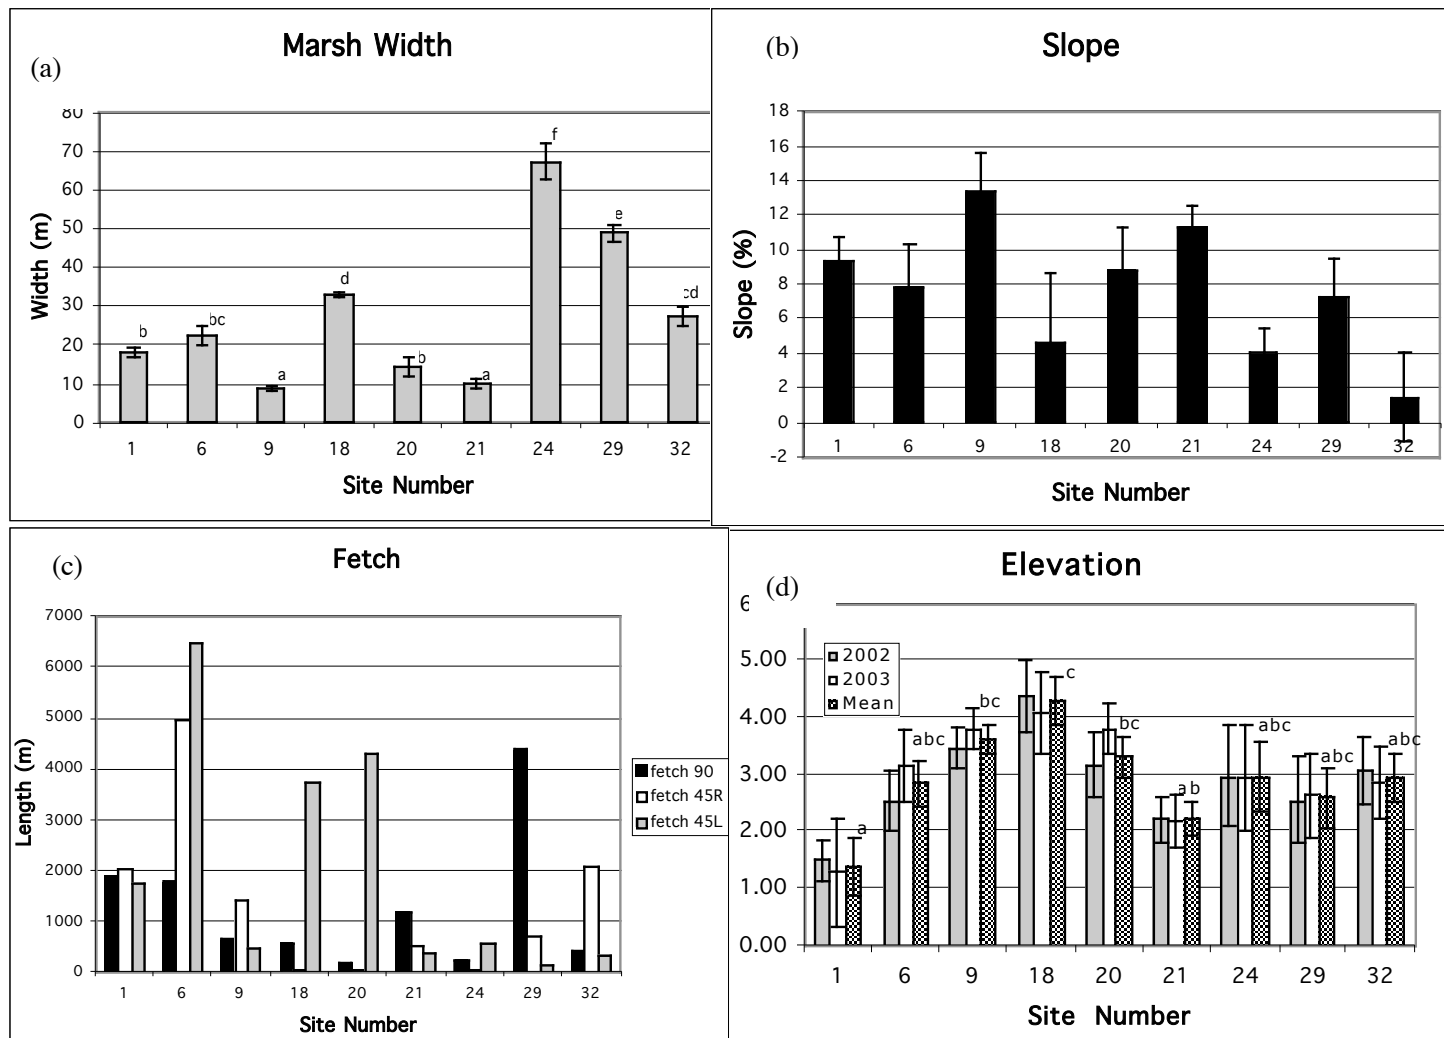 (a)
Marsh Width
Width (m)
80
70
60
50
40
30
20
10
0
b
bc
a
d
b
a
f
e
cd
1 6 9 18 20 21 24 29 32
Site Number
(b)
Slope
Slope (%)
18
16
14
12
10
8
6
4
2
0
-2
1 6 9 18 20 21 24 29 32
Site Number
(c)
Fetch
Length (m)
7000
6000
5000
4000
3000
2000
1000
0
1 6 9 18 20 21 24 29 32
Site Number
fetch 90
fetch 45R
fetch 45L
(d)
Elevation
6
5.00
4.00
3.00
2.00
1.00
0.00
2002
2003
Mean
a
abc
bc
c
bc
ab
abc
abc
abc
1 6 9 18 20 21 24 29 32
Site Number